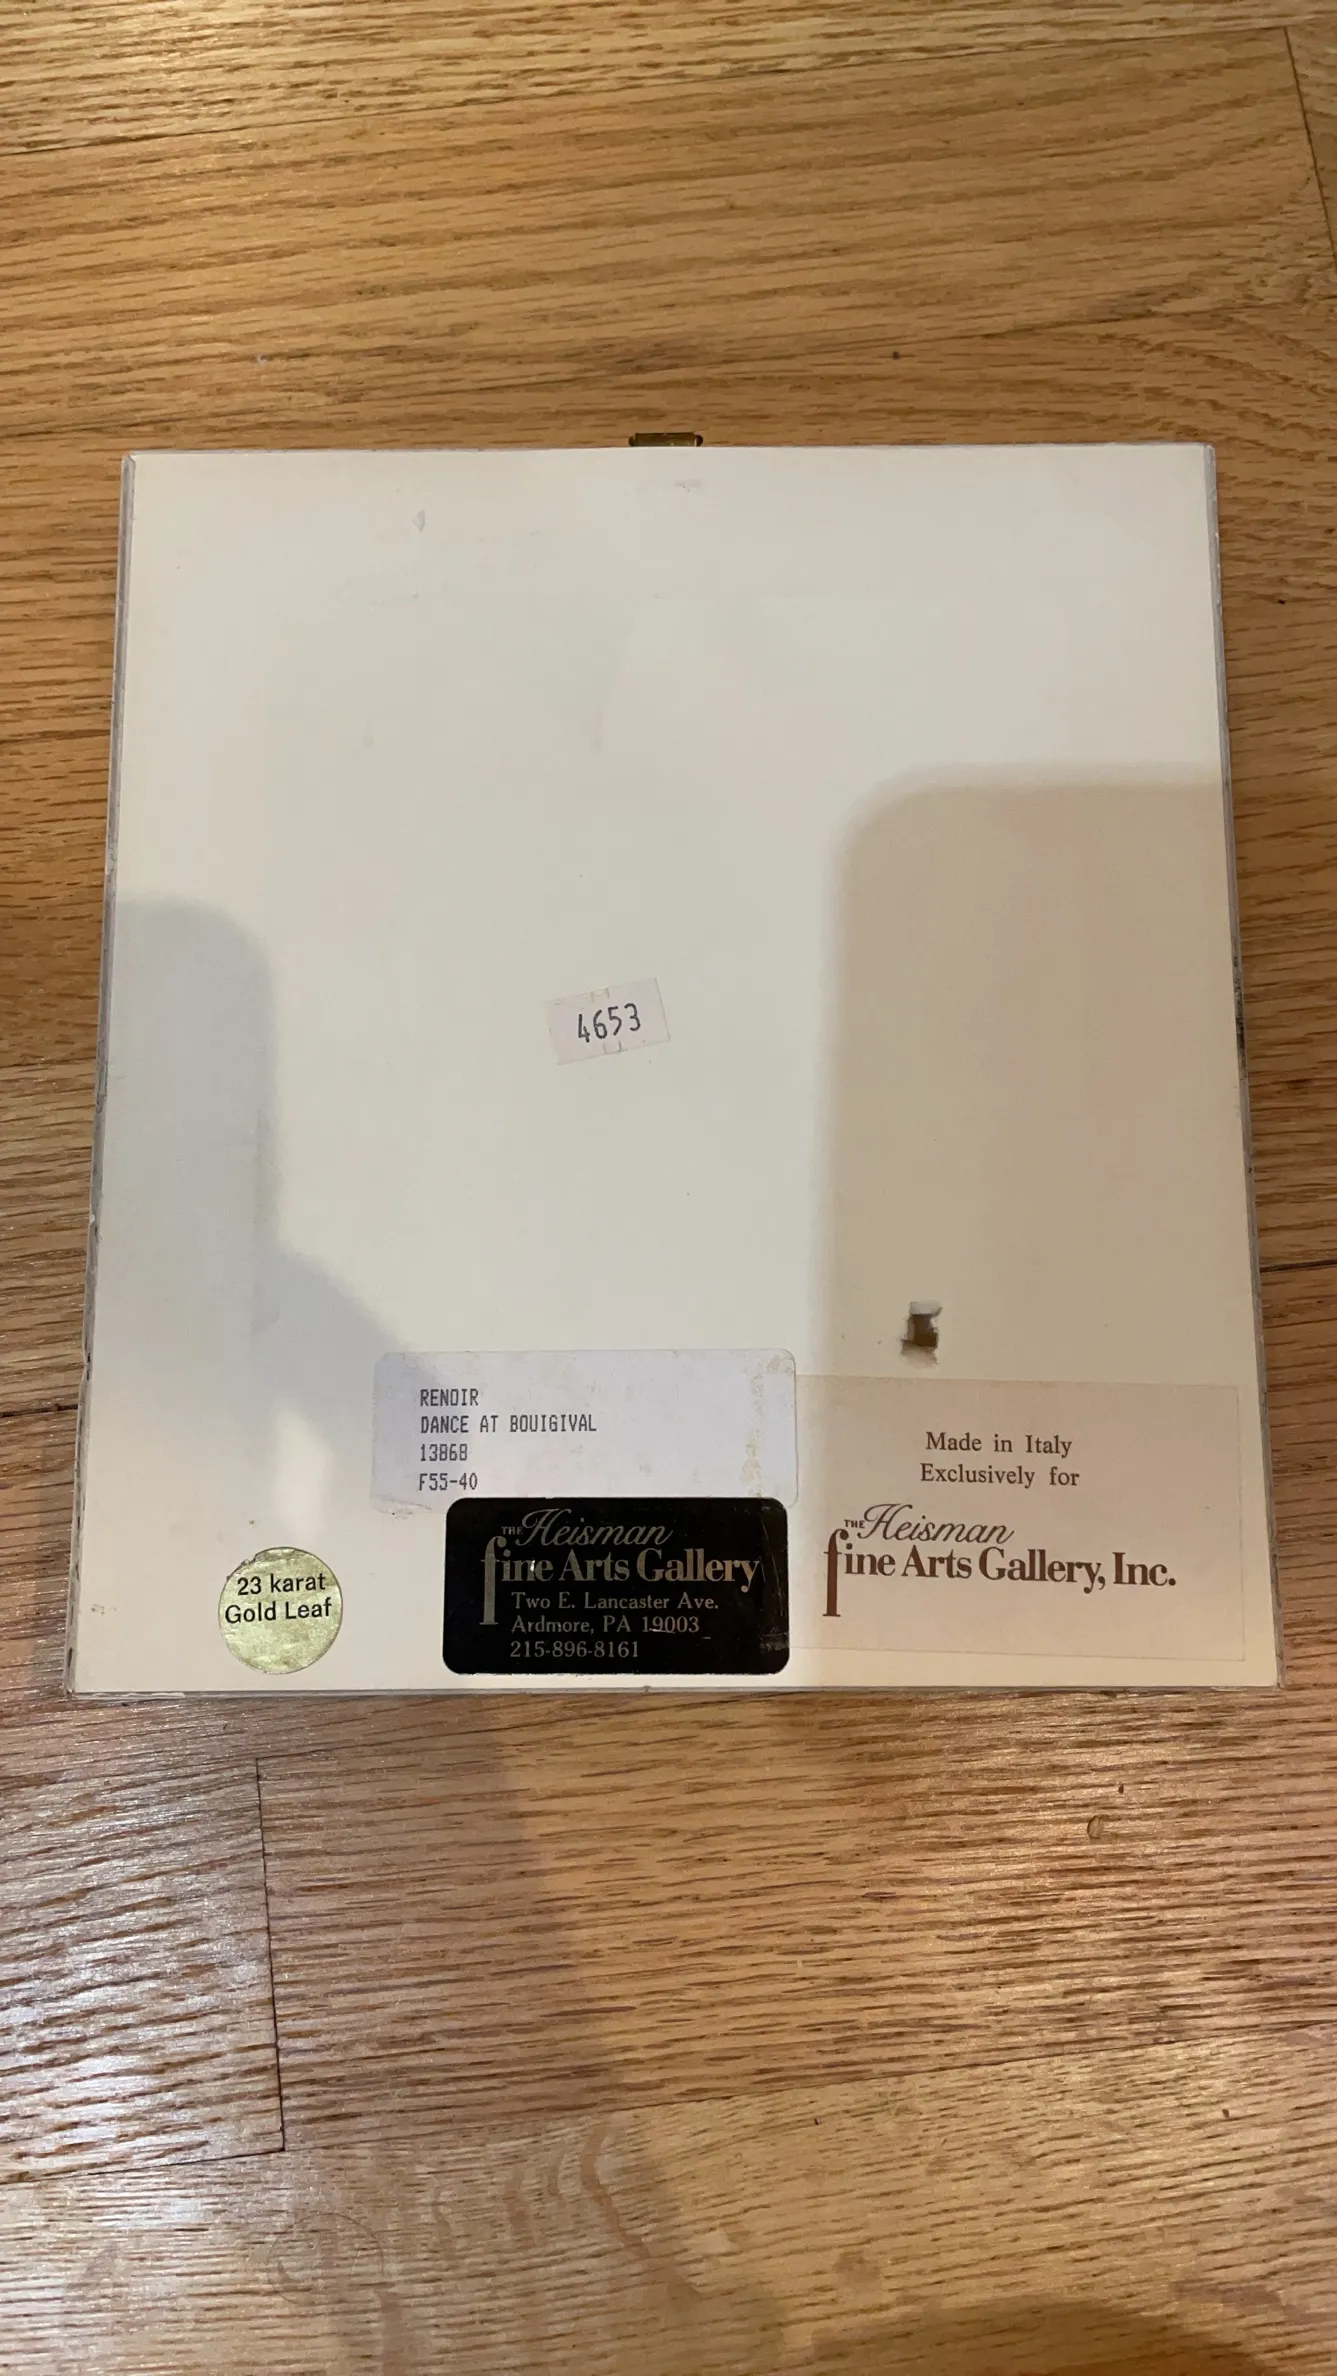 4653
RENOIR
DANCE AT BOUIGIVAL
13868
F55-40
23 karat
Gold Leaf
THE Heisman
fine Arts Gallery
Two E. Lancaster Ave.
Ardmore, PA 19003
215-896-8161
Made in Italy
Exclusively for
THE Heisman
fine Arts Gallery, Inc.